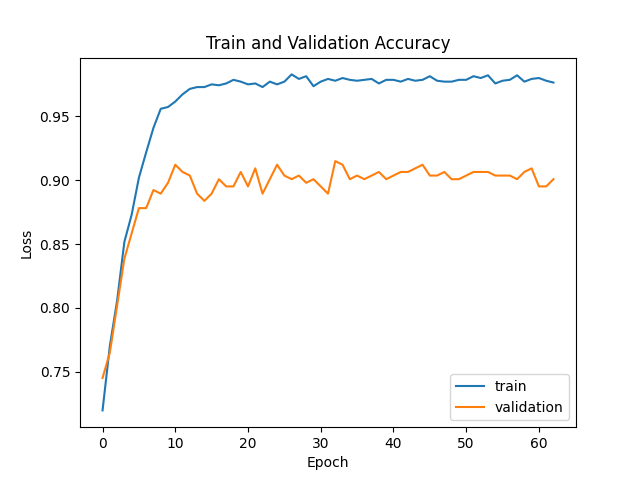 Train and Validation Accuracy
Loss
0.95
0.90
0.85
0.80
0.75
train
validation
0 10 20 30 40 50 60
Epoch